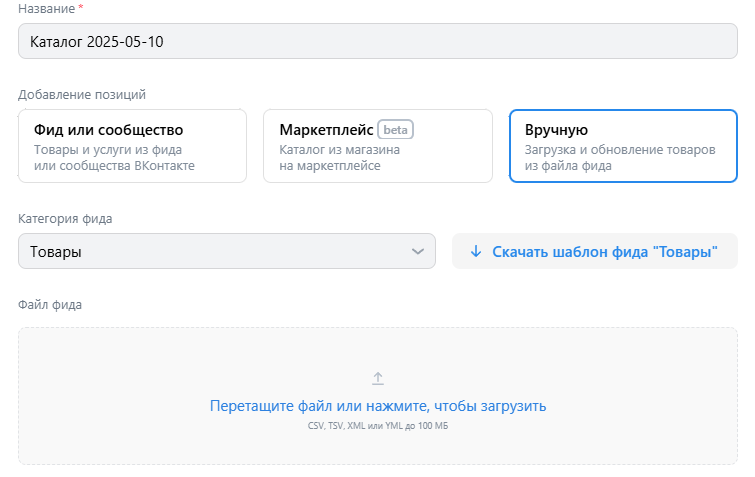 Название *
Каталог 2025-05-10
Добавление позиций
Фид или сообщество
Товары и услуги из фида
или сообщества ВКонтакте
Маркетплейс beta
Каталог из магазина
на маркетплейсе
Вручную
Загрузка и обновление товаров
из файла фида
Категория фида
Товары
Скачать шаблон фида "Товары"
Файл фида
Перетащите файл или нажмите, чтобы загрузить
CSV, TSV, XML или YML до 100 МБ